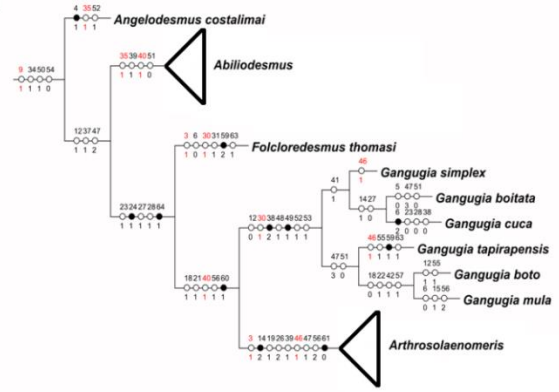 4 35 52
1 1 1
Angelodesmus costalimai
9 34 50 54
1 1 1 0
35 39 40 51
1 1 1 0
Abiliodesmus
12 37 47
1 1 2
3 6 30 31 59 63
1 0 1 1 2 1
Folcloredesmus thomasi
23 24 27 28 64
1 1 1 1 1
46
1
Gangugia simplex
41
1
14 27
1 0
5 47 51
0 3 0
Gangugia boitata
6 23 28 38
2 0 0 0
Gangugia cuca
12 30 38 48 49 52 53
0 1 2 1 1 1 1
46 55 59 63
1 1 1 1
Gangugia tapirapensis
47 51
3 0
18 22 42 57
0 1 1 1
12 55
1 1
Gangugia boto
6 15 56
0 1 2
Gangugia mula
18 21 40 56 60
1 1 1 1 1
3 14 19 26 39 46 47 56 61
1 2 1 2 1 1 1 2 0
Arthrosolaenomeris